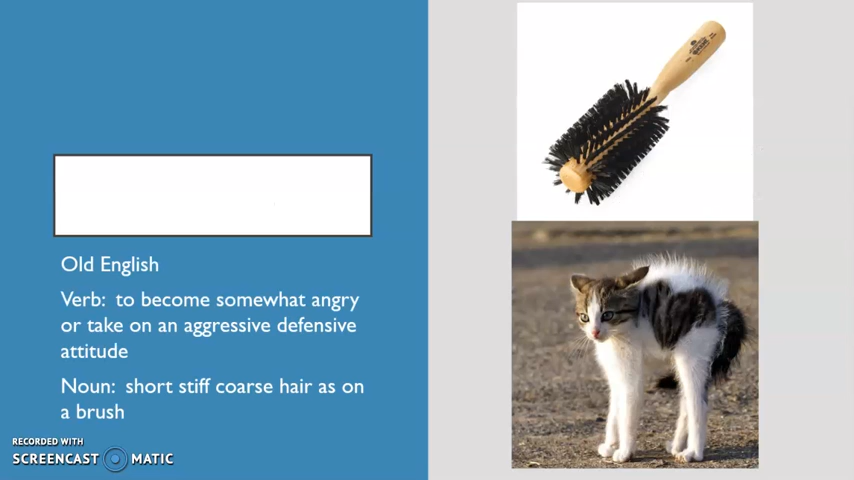 Old English
Verb: to become somewhat angry
or take on an aggressive defensive
attitude
Noun: short stiff coarse hair as on
a brush
RECORDED WITH
SCREENCAST MATIC